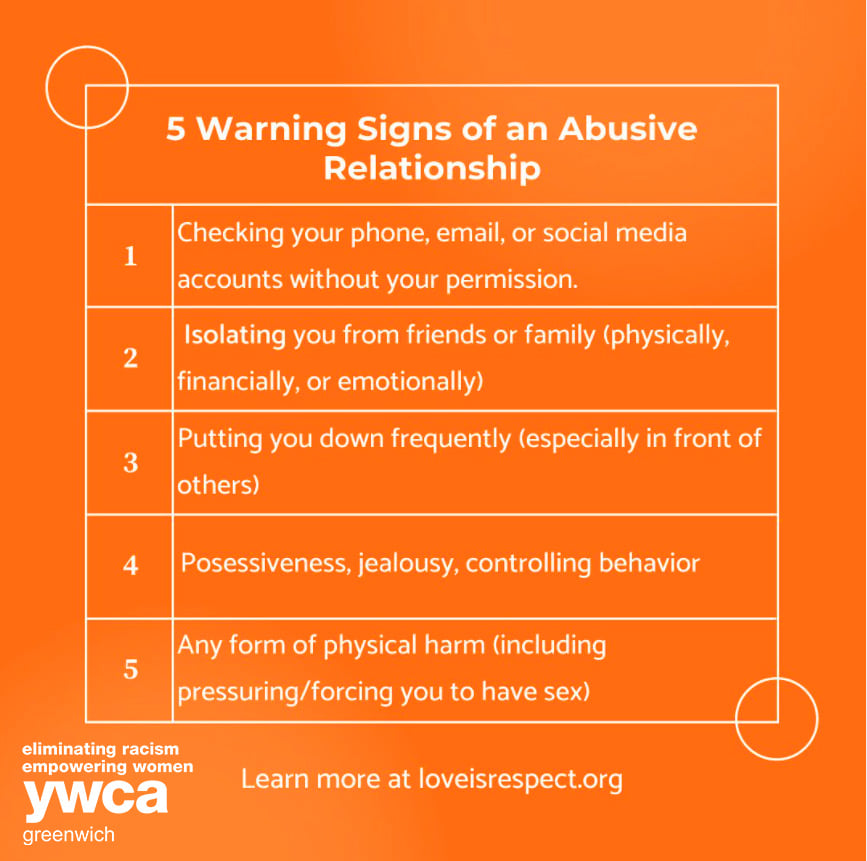 5 Warning Signs of an Abusive
Relationship
1
Checking your phone, email, or social media
accounts without your permission.
2
Isolating you from friends or family (physically,
financially, or emotionally)
3
Putting you down frequently (especially in front of
others)
4
Posessiveness, jealousy, controlling behavior
5
Any form of physical harm (including
pressuring/forcing you to have sex)
eliminating racism
empowering women
ywca
greenwich
Learn more at loveisrespect.org